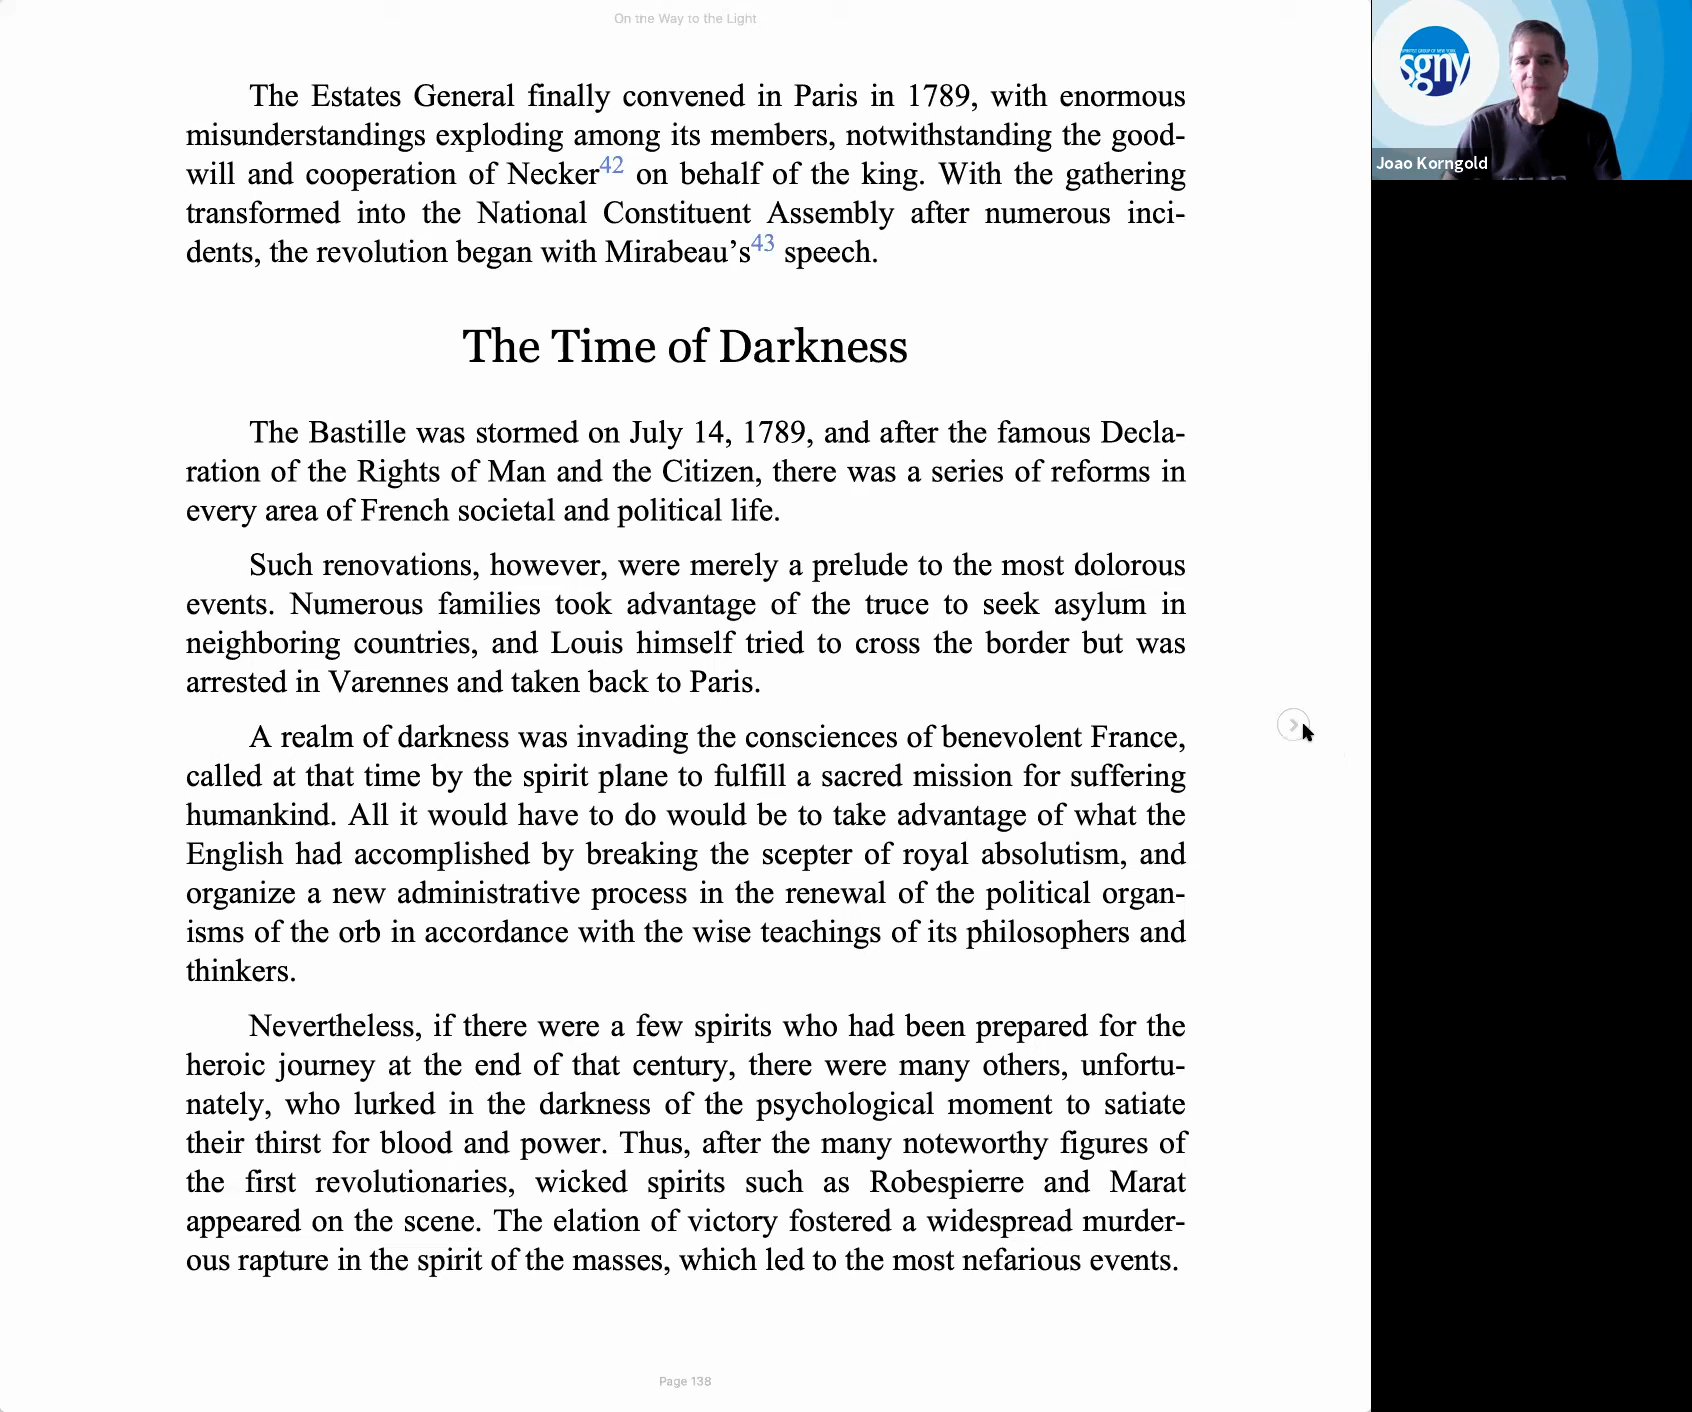 On the Way to the Light
The Estates General finally convened in Paris in 1789, with enormous
misunderstandings exploding among its members, notwithstanding the good-
will and cooperation of Necker42 on behalf of the king. With the gathering
transformed into the National Constituent Assembly after numerous inci-
dents, the revolution began with Mirabeau’s43 speech.
The Time of Darkness
The Bastille was stormed on July 14, 1789, and after the famous Decla-
ration of the Rights of Man and the Citizen, there was a series of reforms in
every area of French societal and political life.
Such renovations, however, were merely a prelude to the most dolorous
events. Numerous families took advantage of the truce to seek asylum in
neighboring countries, and Louis himself tried to cross the border but was
arrested in Varennes and taken back to Paris.
A realm of darkness was invading the consciences of benevolent France,
called at that time by the spirit plane to fulfill a sacred mission for suffering
humankind. All it would have to do would be to take advantage of what the
English had accomplished by breaking the scepter of royal absolutism, and
organize a new administrative process in the renewal of the political organ-
isms of the orb in accordance with the wise teachings of its philosophers and
thinkers.
Nevertheless, if there were a few spirits who had been prepared for the
heroic journey at the end of that century, there were many others, unfortu-
nately, who lurked in the darkness of the psychological moment to satiate
their thirst for blood and power. Thus, after the many noteworthy figures of
the first revolutionaries, wicked spirits such as Robespierre and Marat
appeared on the scene. The elation of victory fostered a widespread murder-
ous rapture in the spirit of the masses, which led to the most nefarious events.
Page 138
sgny
Joao Korngold